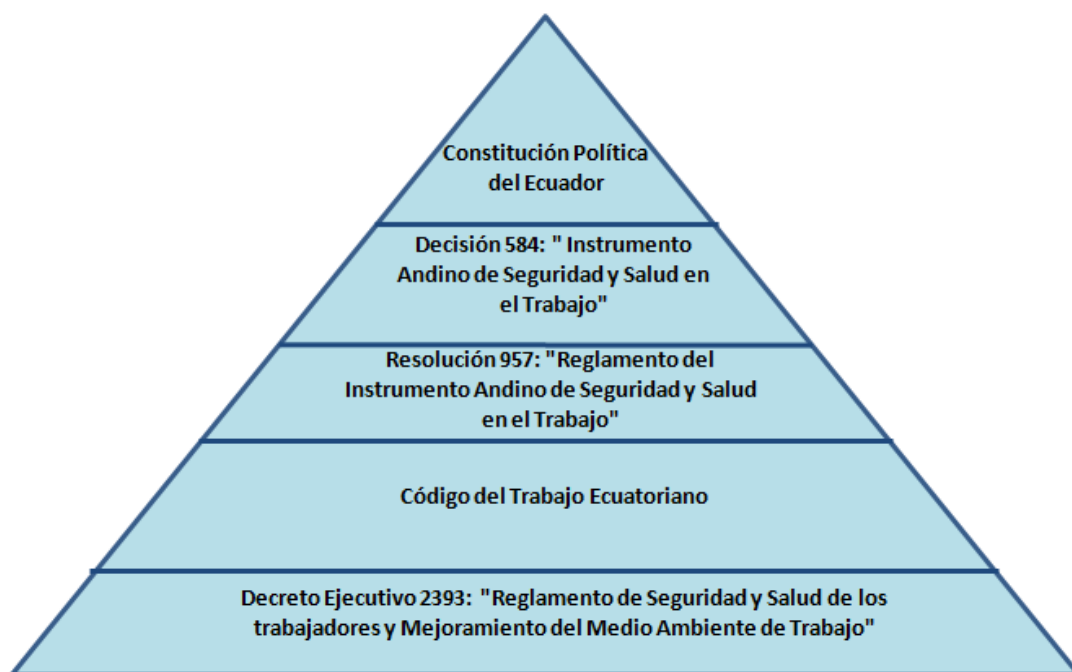 Constitución Política
del Ecuador
Decisión 584: " Instrumento
Andino de Seguridad y Salud en
el Trabajo"
Resolución 957: "Reglamento del
Instrumento Andino de Seguridad y Salud
en el Trabajo"
Código del Trabajo Ecuatoriano
Decreto Ejecutivo 2393: "Reglamento de Seguridad y Salud de los
trabajadores y Mejoramiento del Medio Ambiente de Trabajo"